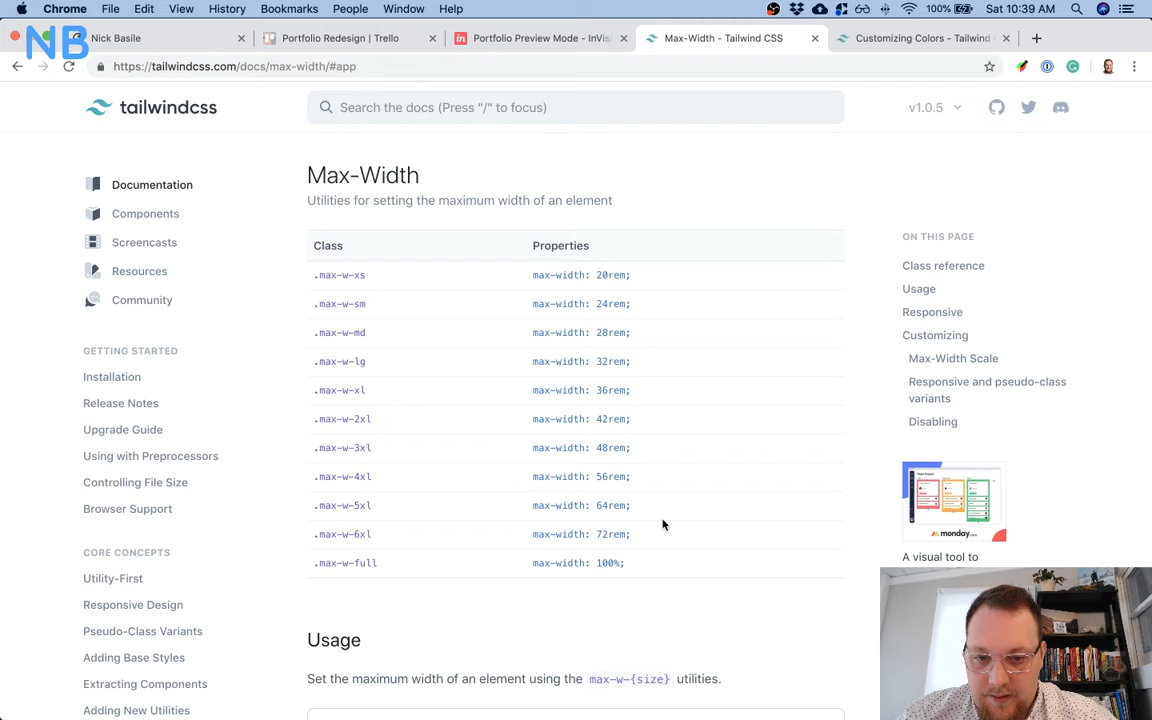 Chrome File Edit View History Bookmarks People Window Help 100% Sat 10:39 AM
NB
Nick Basile
Portfolio Redesign | Trello
Portfolio Preview Mode - InVis
Max-Width - Tailwind CSS
Customizing Colors - Tailwind
https://tailwindcss.com/docs/max-width/#app
tailwindcss
Search the docs (Press "/" to focus)
v1.0.5
Documentation
Components
Screencasts
Resources
Community
GETTING STARTED
Installation
Release Notes
Upgrade Guide
Using with Preprocessors
Controlling File Size
Browser Support
CORE CONCEPTS
Utility-First
Responsive Design
Pseudo-Class Variants
Adding Base Styles
Extracting Components
Adding New Utilities
Max-Width
Utilities for setting the maximum width of an element
Class Properties
.max-w-xs max-width: 20rem;
.max-w-sm max-width: 24rem;
.max-w-md max-width: 28rem;
.max-w-lg max-width: 32rem;
.max-w-xl max-width: 36rem;
.max-w-2xl max-width: 42rem;
.max-w-3xl max-width: 48rem;
.max-w-4xl max-width: 56rem;
.max-w-5xl max-width: 64rem;
.max-w-6xl max-width: 72rem;
.max-w-full max-width: 100%;
Usage
Set the maximum width of an element using the max-w-{size} utilities.
ON THIS PAGE
Class reference
Usage
Responsive
Customizing
Max-Width Scale
Responsive and pseudo-class
variants
Disabling
monday.com
A visual tool to